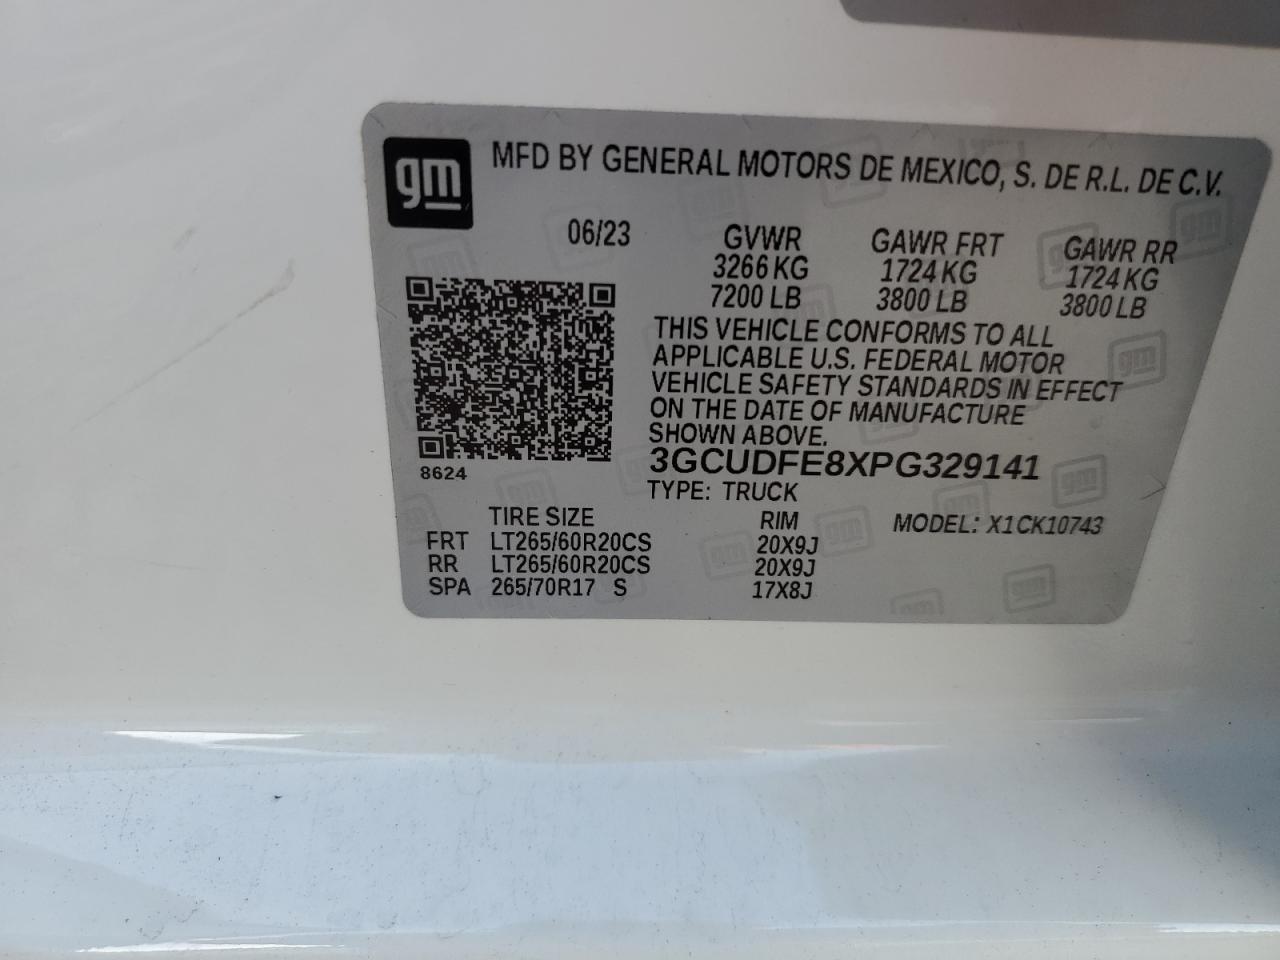 gm MFD BY GENERAL MOTORS DE MEXICO, S. DE R.L. DE C.V.
06/23 GVWR GAWR FRT GAWR RR
3266 KG 1724 KG 1724 KG
7200 LB 3800 LB 3800 LB
THIS VEHICLE CONFORMS TO ALL
APPLICABLE U.S. FEDERAL MOTOR
VEHICLE SAFETY STANDARDS IN EFFECT
ON THE DATE OF MANUFACTURE
SHOWN ABOVE.
3GCUDFE8XPG329141
8624
TYPE: TRUCK
TIRE SIZE RIM MODEL: X1CK10743
FRT LT265/60R20CS 20X9J
RR LT265/60R20CS 20X9J
SPA 265/70R17 S 17X8J